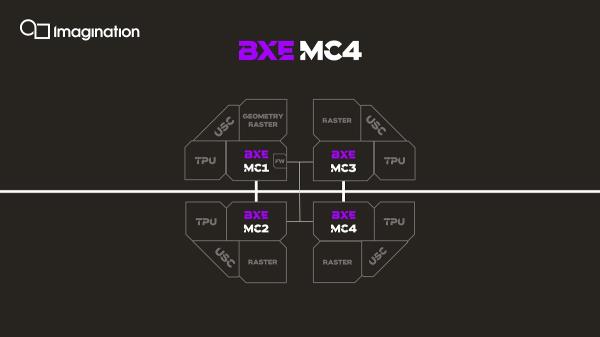 Imagination
BXE MC4
GEOMETRY
RASTER
USC
TPU
BXE
MC1
FW
RASTER
USC
BXE
MC3
TPU
TPU
BXE
MC2
USC
RASTER
BXE
MC4
TPU
RASTER
USC